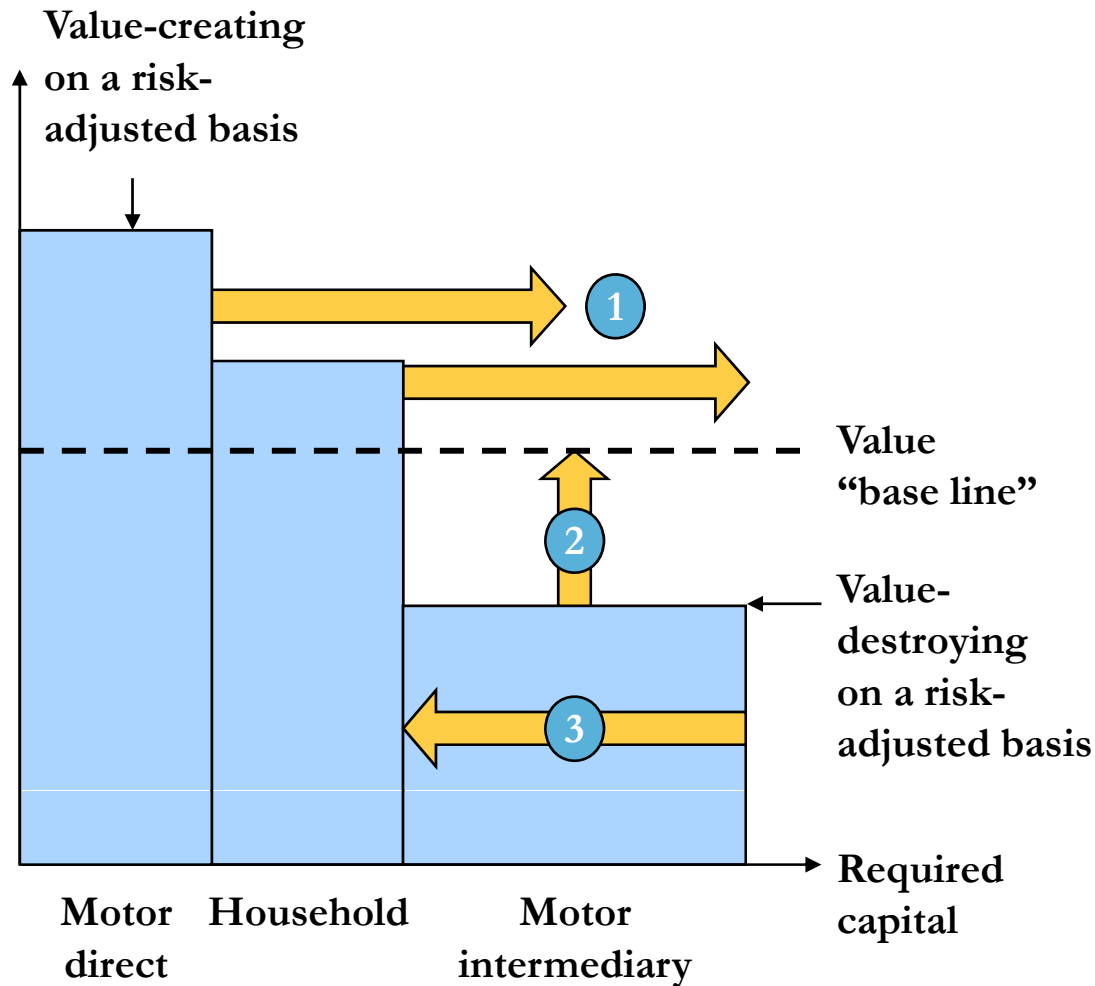 Value-creating
on a risk-
adjusted basis
1
Value
“base line”
2
Value-
destroying
on a risk-
adjusted basis
3
Required
capital
Motor
direct
Household
Motor
intermediary